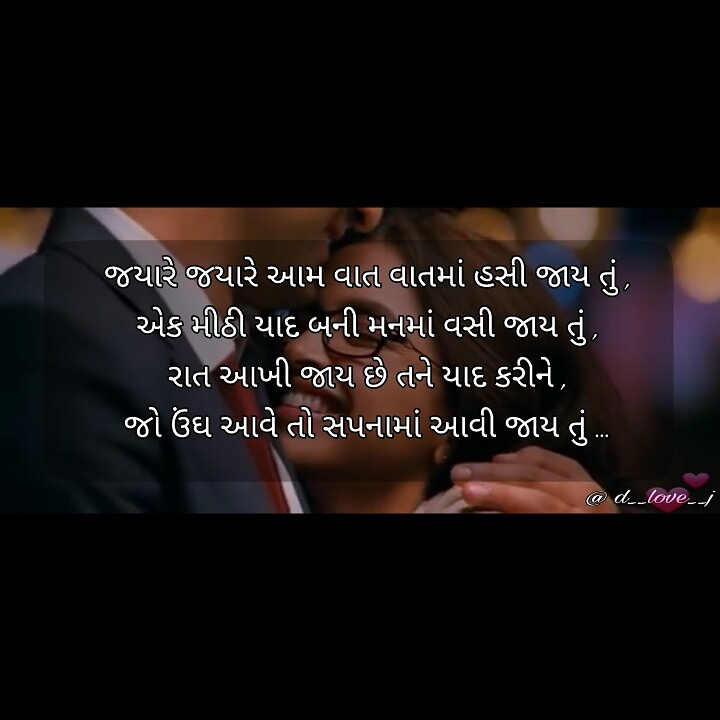 જયારે જયારે આમ વાત વાતમાં હસી જાય તું ,
એક મીઠી યાદ બની મનમાં વસી જાય તું ,
રાત આખી જાય છે તને યાદ કરીને ,
જો ઉંઘ આવે તો સપનામાં આવી જાય તું ...
@ d__love__j